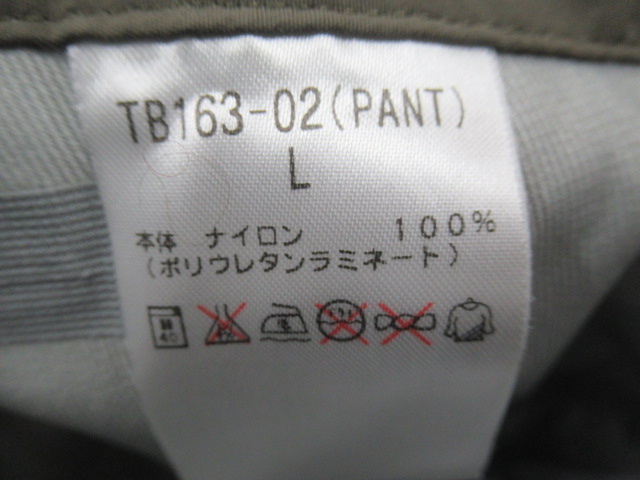 TB163-02(PANT)
L
本体 ナイロン 100%
(ポリウレタンラミネート)
40